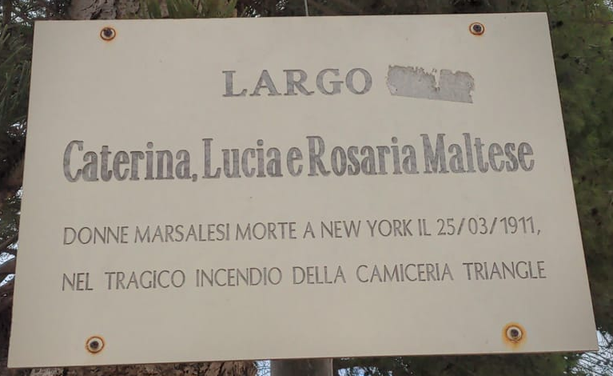 LARGO
Caterina, Lucia e Rosaria Maltese
DONNE MARSALESI MORTE A NEW YORK IL 25/03/1911,
NEL TRAGICO INCENDIO DELLA CAMICERIA TRIANGLE